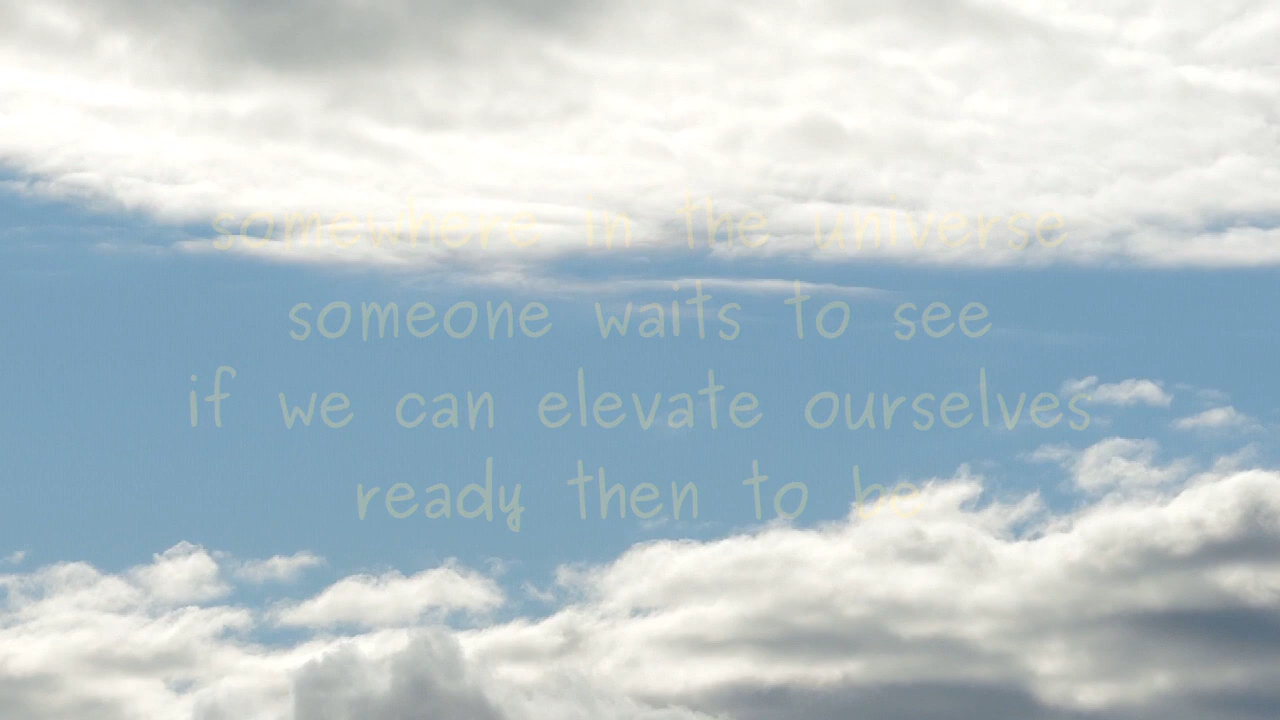 somewhere in the universe
someone waits to see
if we can elevate ourselves
ready then to be